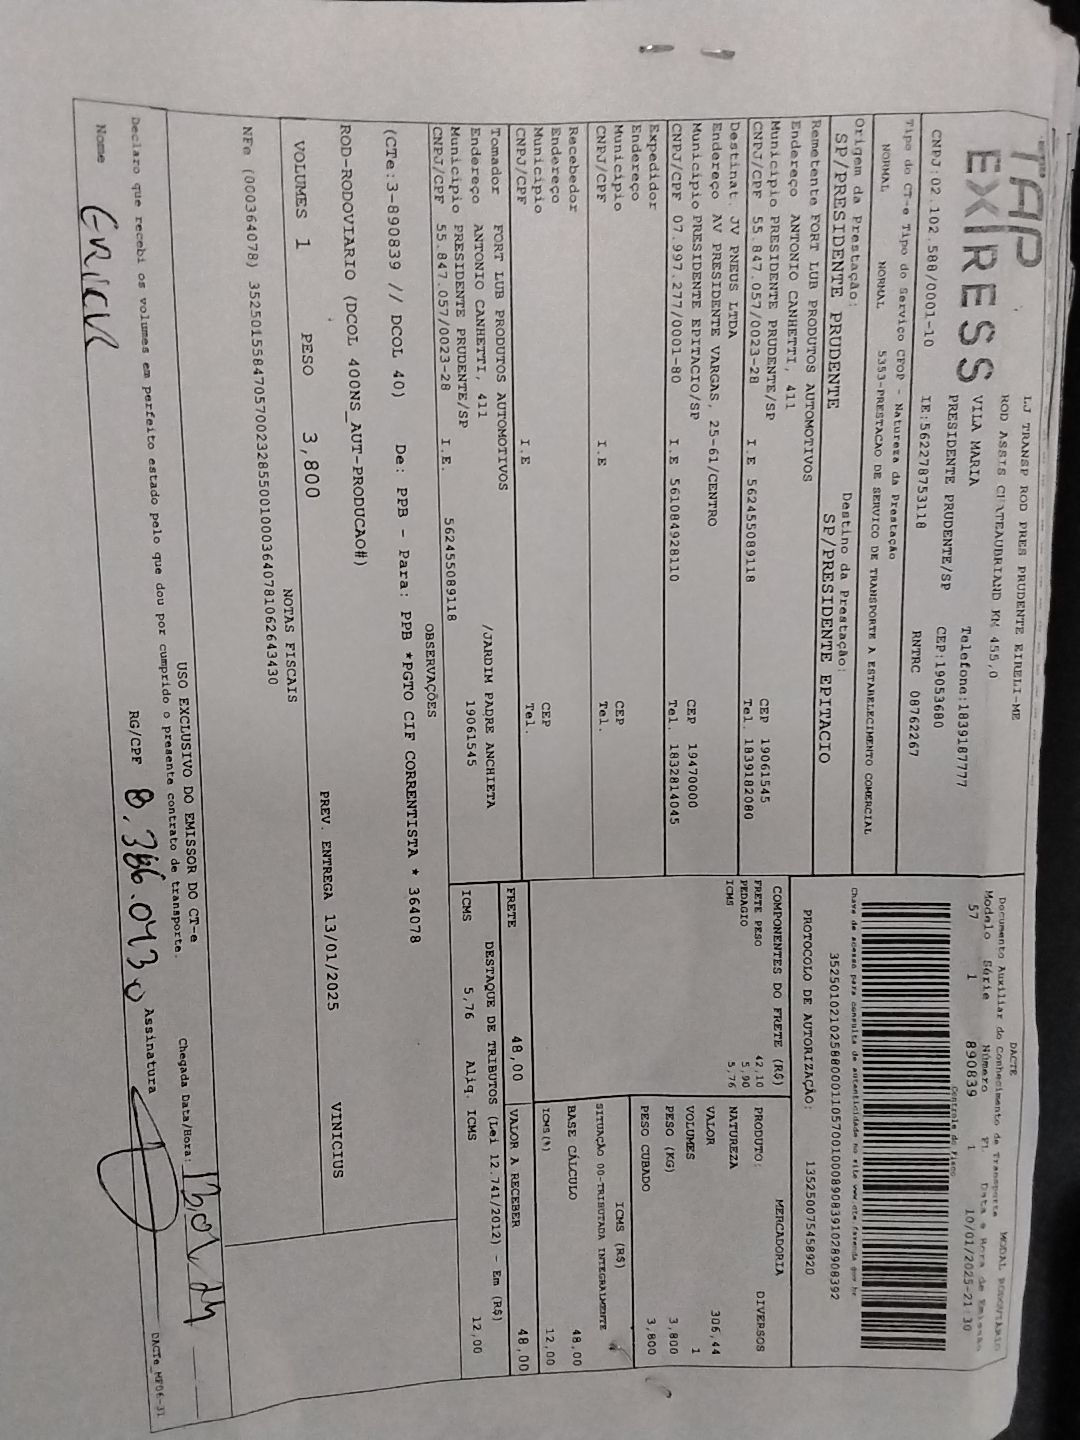 TAP EXPRESS
LJ TRANSP ROD PRES PRUDENTE EIRELI-ME
ROD ASSIS CHATEAUBRIAND KM 455,0
VILA MARIA Telefone:1839187777
PRESIDENTE PRUDENTE/SP CEP:19053680
CNPJ:02.102.588/0001-10 IE:562278753118 RNTRC 08762267
Tipo do CT-e Tipo do Serviço CFOP - Natureza da Prestação
NORMAL NORMAL 5353-PRESTACAO DE SERVICO DE TRANSPORTE A ESTABELECIMENTO COMERCIAL
Origem da Prestação: Destino da Prestação:
SP/PRESIDENTE PRUDENTE SP/PRESIDENTE EPITACIO
Remetente FORT LUB PRODUTOS AUTOMOTIVOS
Endereço ANTONIO CANHETTI, 411 CEP 19061545
Município PRESIDENTE PRUDENTE/SP Tel. 1839182080
CNPJ/CPF 55.847.057/0023-28 I.E 562455089118
Destinat. JV PNEUS LTDA
Endereço AV PRESIDENTE VARGAS, 25-61/CENTRO
Município PRESIDENTE EPITACIO/SP CEP 19470000
CNPJ/CPF 07.997.277/0001-80 I.E 561084928110 Tel. 1832814045
Expedidor
Endereço
Município CEP
CNPJ/CPF I.E Tel.
Recebedor
Endereço
Município CEP
CNPJ/CPF I.E Tel.
Tomador FORT LUB PRODUTOS AUTOMOTIVOS
Endereço ANTONIO CANHETTI, 411 /JARDIM PADRE ANCHIETA
Município PRESIDENTE PRUDENTE/SP 19061545
CNPJ/CPF 55.847.057/0023-28 I.E. 562455089118
DACTE MODAL RODOVIÁRIO
Documento Auxiliar do Conhecimento de Transporte
Modelo Série Número Fl. Data e Hora de Emissão
57 1 890839 1 10/01/2025-21:30
Controle do Fisco
Chave de acesso para consulta de autenticidade no site www.cte.fazenda.gov.br
PROTOCOLO DE AUTORIZAÇÃO: 135250075458920
COMPONENTES DO FRETE (R$)
FRETE PESO 42,10
PEDAGIO 5,90
ICMS 5,76
MERCADORIA
PRODUTO: DIVERSOS
NATUREZA
VALOR 306,44
VOLUMES 1
PESO (KG) 3,800
PESO CUBADO 3,800
ICMS (R$)
SITUAÇÃO 00-TRIBUTADA INTEGRALMENTE
BASE CÁLCULO 48,00
ICMS(%) 12,00
FRETE 48,00 VALOR A RECEBER 48,00
DESTAQUE DE TRIBUTOS (Lei 12.741/2012) - Em (R$)
ICMS 5,76 Aliq. ICMS 12,00
OBSERVAÇÕES
(CTe:3-890839 // DCOL 40) De: PPB - Para: PPB *PGTO CIF CORRENTISTA * 364078
ROD-RODOVIARIO (DCOL 400NS_AUT-PRODUCAO#)
PREV. ENTREGA 13/01/2025 VINICIUS
VOLUMES 1 PESO 3,800
NOTAS FISCAIS
NFe (000364078)
USO EXCLUSIVO DO EMISSOR DO CT-e
Declaro que recebi os volumes em perfeito estado pelo que dou por cumprido o presente contrato de transporte.
Chegada Data/Hora:
Nome RG/CPF Assinatura